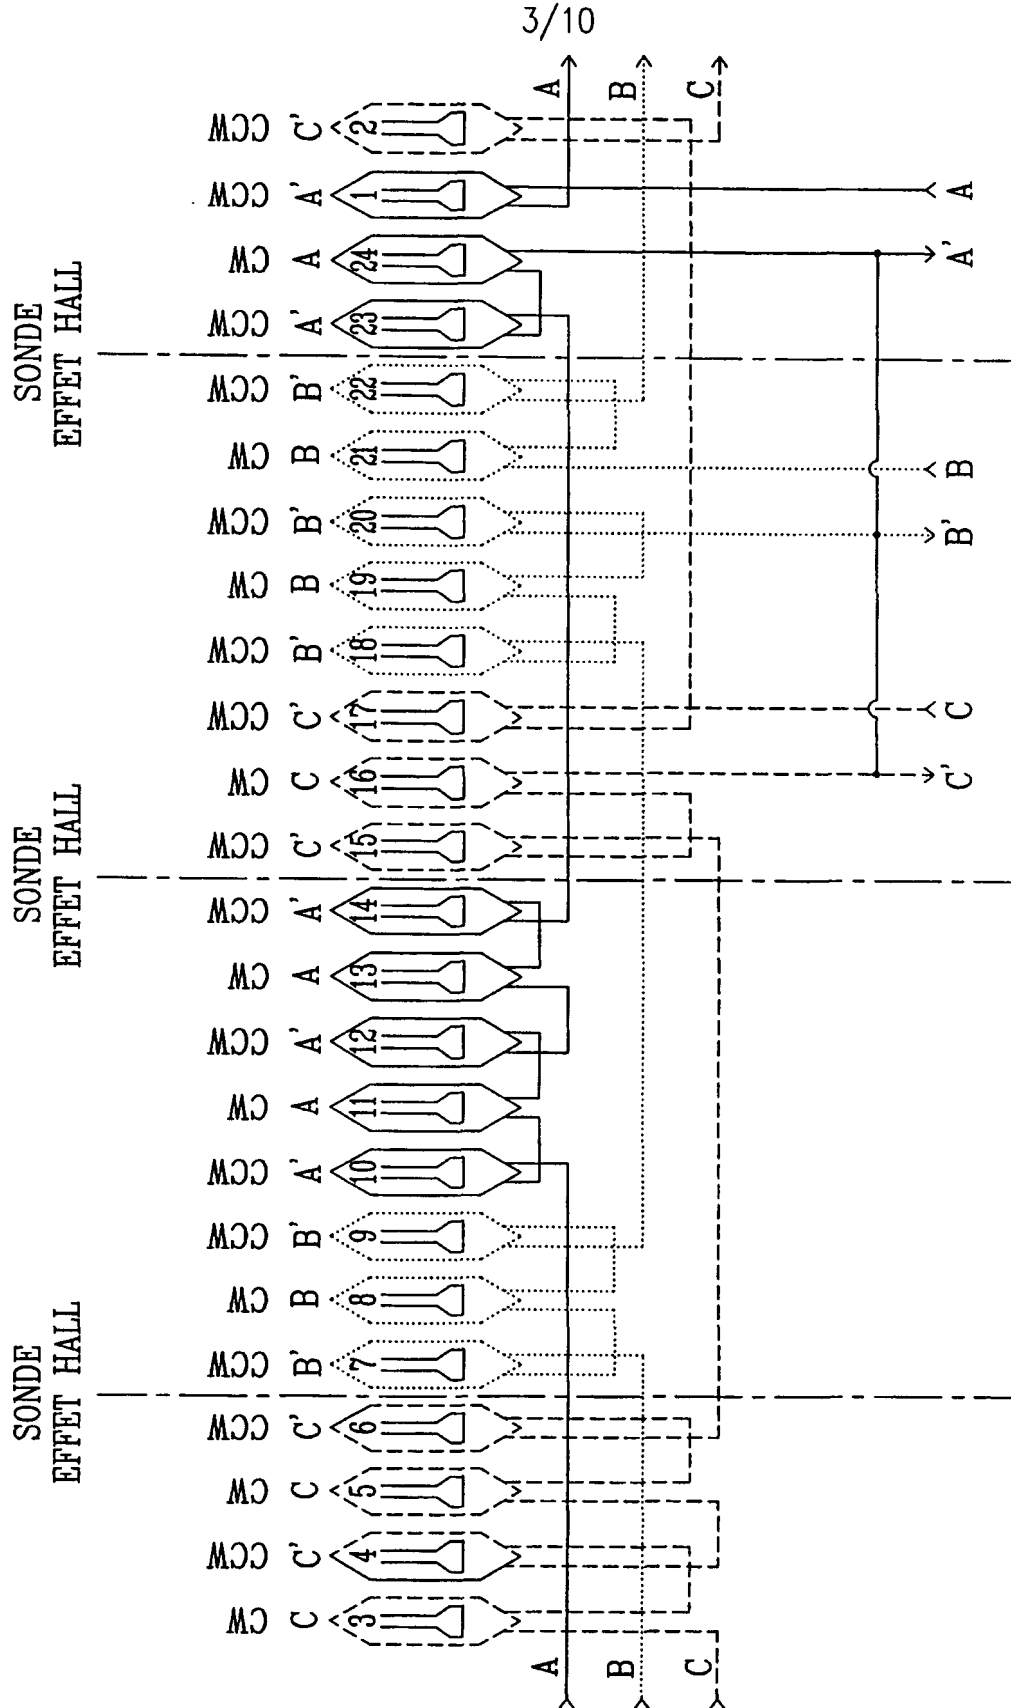 3/10
SONDE
EFFET HALL
SONDE
EFFET HALL
SONDE
EFFET HALL
CW CCW CW CCW CCW CW CCW CCW CW CCW CW CCW CCW CW CCW CCW CW CCW CW CCW CCW CW CCW CCW
C C' C C' B' B B' A' A A' A A' C' C C' B' B B' B B' A' A A' C'
3 4 5 6 7 8 9 10 11 12 13 14 15 16 17 18 19 20 21 22 23 24 1 2
A
A
B
B
C
C
C' C B' B A' A